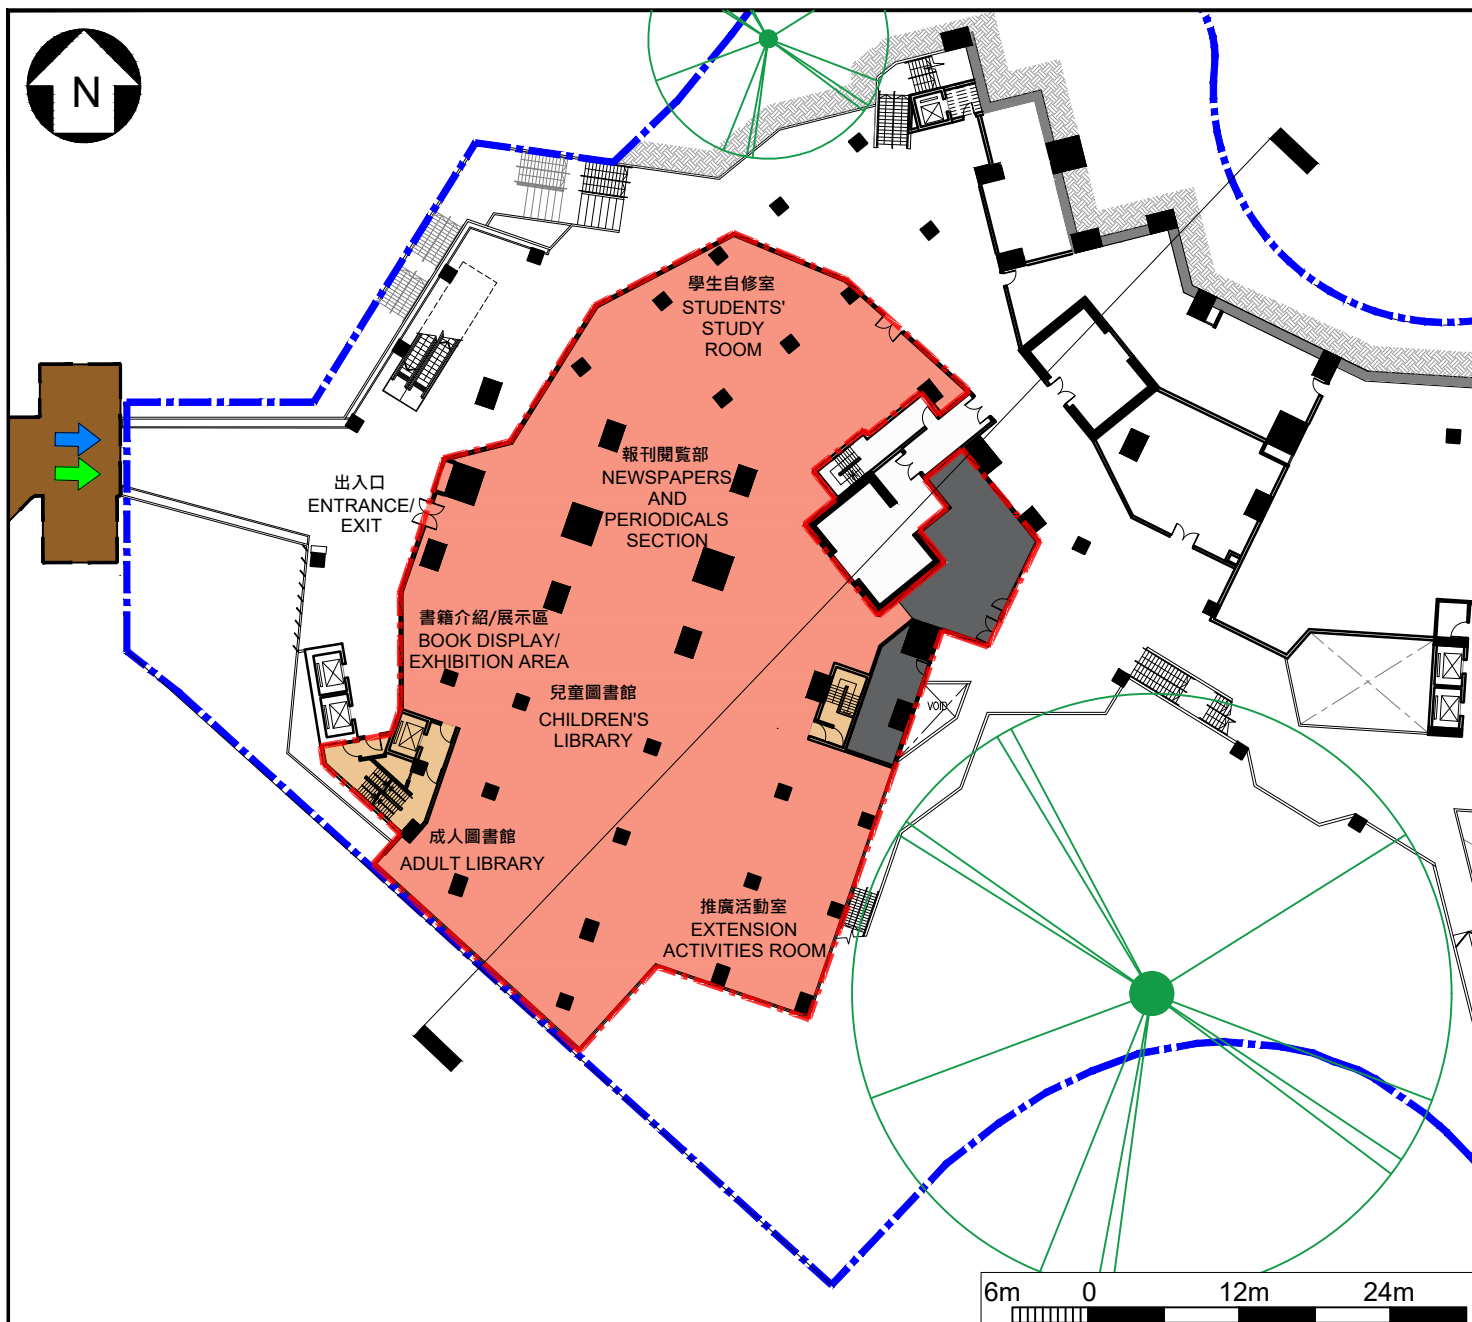 N
學生自修室
STUDENTS'
STUDY
ROOM
報刊閱覧部
NEWSPAPERS
AND
PERIODICALS
SECTION
出入口
ENTRANCE/
EXIT
書籍介紹/展示區
BOOK DISPLAY/
EXHIBITION AREA
兒童圖書館
CHILDREN'S
LIBRARY
VOID
成人圖書館
ADULT LIBRARY
推廣活動室
EXTENSION
ACTIVITIES ROOM
6m 0 12m 24m